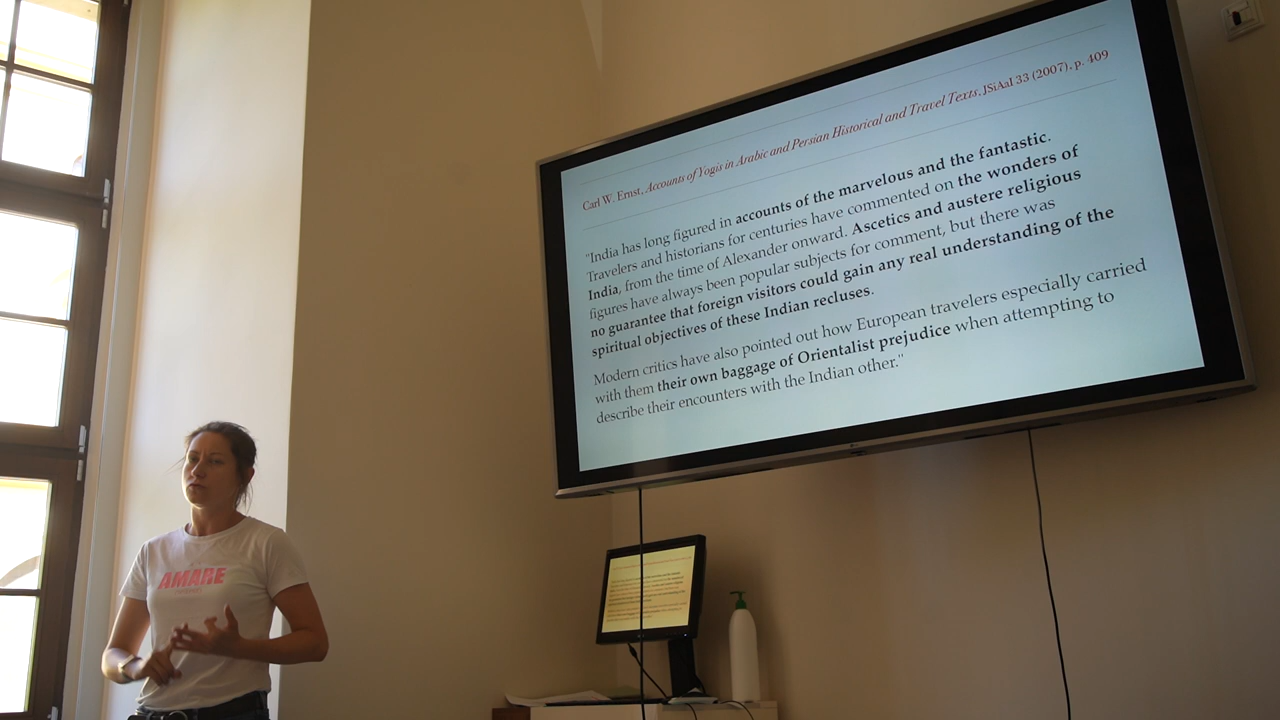 Carl W. Ernst, Accounts of Yogis in Arabic and Persian Historical and Travel Texts, JSiAaI 33 (2007), p. 409
"India has long figured in accounts of the marvelous and the fantastic.
Travelers and historians for centuries have commented on the wonders of
India, from the time of Alexander onward. Ascetics and austere religious
figures have always been popular subjects for comment, but there was
no guarantee that foreign visitors could gain any real understanding of the
spiritual objectives of these Indian recluses.
Modern critics have also pointed out how European travelers especially carried
with them their own baggage of Orientalist prejudice when attempting to
describe their encounters with the Indian other."
AMARE